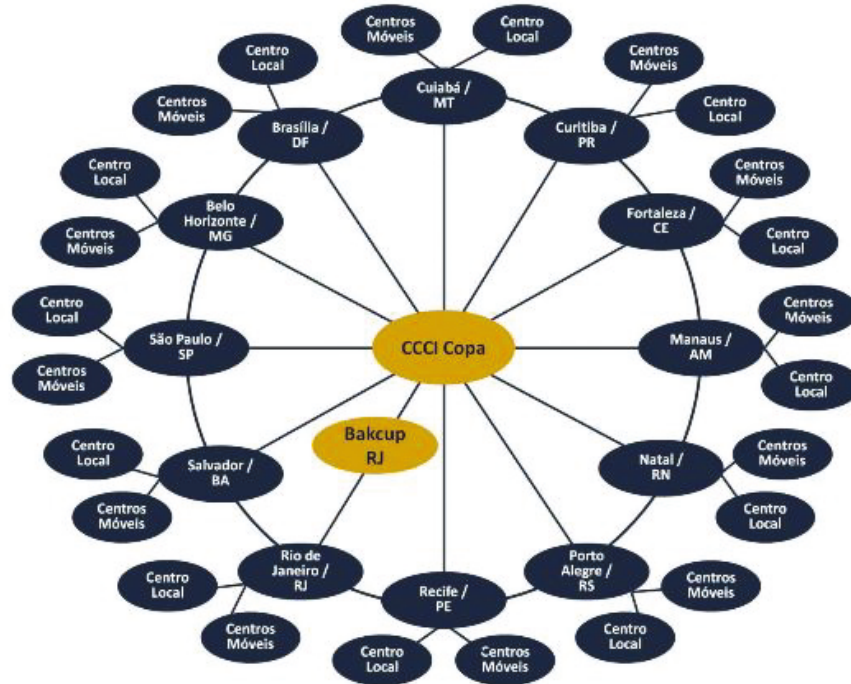 Centros
Móveis
Centro
Local
Cuiabá /
MT
Centro
Local
Centros
Móveis
Brasília /
DF
Centros
Móveis
Centro
Local
Curitiba /
PR
Centro
Local
Centros
Móveis
Belo
Horizonte /
MG
Centros
Móveis
Centro
Local
Fortaleza /
CE
Centro
Local
Centros
Móveis
São Paulo /
SP
CCCI Copa
Centros
Móveis
Centro
Local
Manaus /
AM
Bakcup
RJ
Centro
Local
Centros
Móveis
Salvador /
BA
Centros
Móveis
Centro
Local
Natal /
RN
Centro
Local
Centros
Móveis
Rio de
Janeiro /
RJ
Recife /
PE
Centro
Local
Centros
Móveis
Porto
Alegre /
RS
Centros
Móveis
Centro
Local